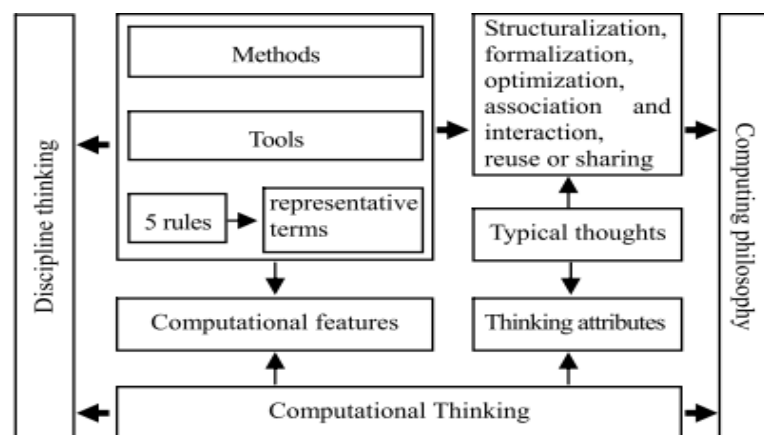 Discipline thinking
Methods
Tools
5 rules
representative
terms
Computational features
Structuralization,
formalization,
optimization,
association and
interaction,
reuse or sharing
Typical thoughts
Thinking attributes
Computational Thinking
Computing philosophy